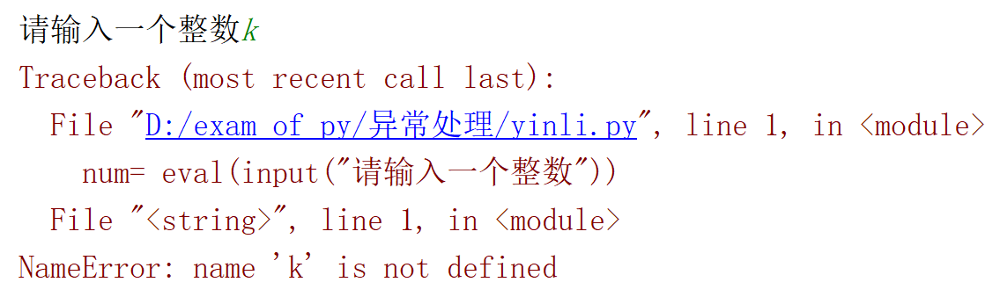 请输入一个整数k
Traceback (most recent call last):
  File "D:/exam of py/异常处理/yinli.py", line 1, in <module>
    num= eval(input("请输入一个整数"))
  File "<string>", line 1, in <module>
NameError: name 'k' is not defined